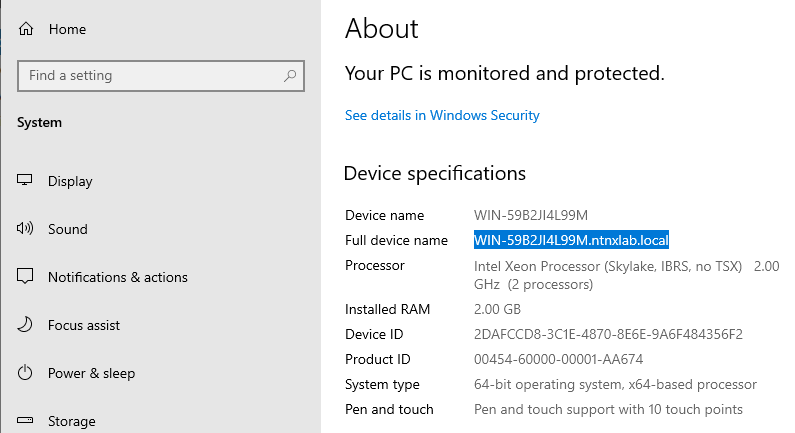 Home
Find a setting
System
Display
Sound
Notifications & actions
Focus assist
Power & sleep
Storage
About
Your PC is monitored and protected.
See details in Windows Security
Device specifications
Device name WIN-59B2JI4L99M
Full device name WIN-59B2JI4L99M.ntnxlab.local
Processor Intel Xeon Processor (Skylake, IBRS, no TSX) 2.00
GHz (2 processors)
Installed RAM 2.00 GB
Device ID 2DAFCCD8-3C1E-4870-8E6E-9A6F484356F2
Product ID 00454-60000-00001-AA674
System type 64-bit operating system, x64-based processor
Pen and touch Pen and touch support with 10 touch points